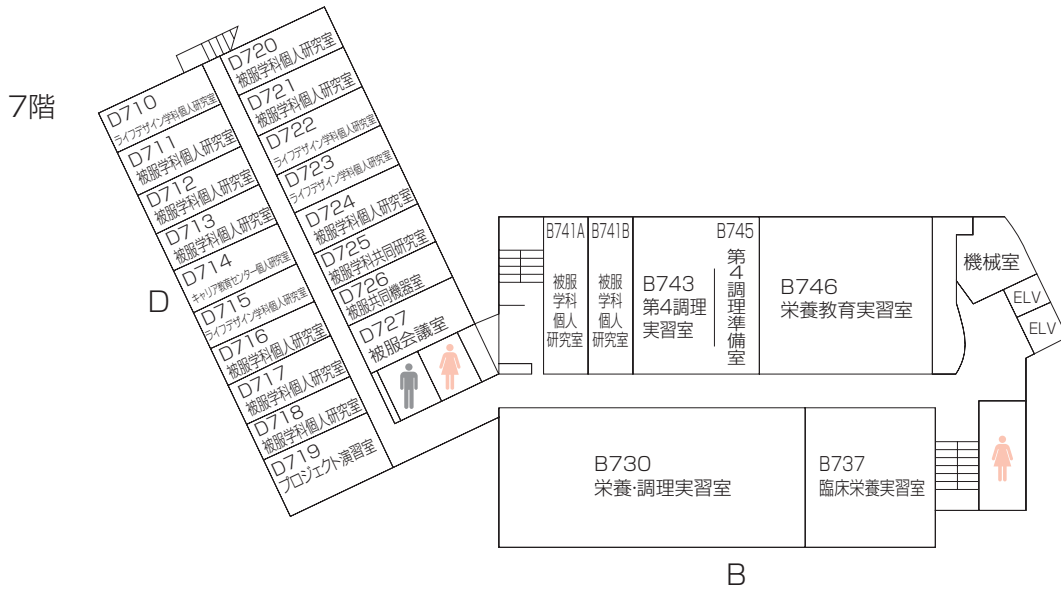 7階
D710
ライフデザイン学科個人研究室
D711
被服学科個人研究室
D712
被服学科個人研究室
D713
被服学科個人研究室
D714
キャリア教育センター個人研究室
D715
ライフデザイン学科個人研究室
D716
被服学科個人研究室
D717
被服学科個人研究室
D718
被服学科個人研究室
D719
プロジェクト演習室
D720
被服学科個人研究室
D721
被服学科個人研究室
D722
ライフデザイン学科個人研究室
D723
ライフデザイン学科個人研究室
D724
被服学科個人研究室
D725
被服学科共同研究室
D726
被服共同機器室
D727
被服会議室
D
B741A
被服
学科
個人
研究室
B741B
被服
学科
個人
研究室
B743
第4調理
実習室
B745
第4調理準備室
B746
栄養教育実習室
機械室
ELV
ELV
B730
栄養・調理実習室
B737
臨床栄養実習室
B